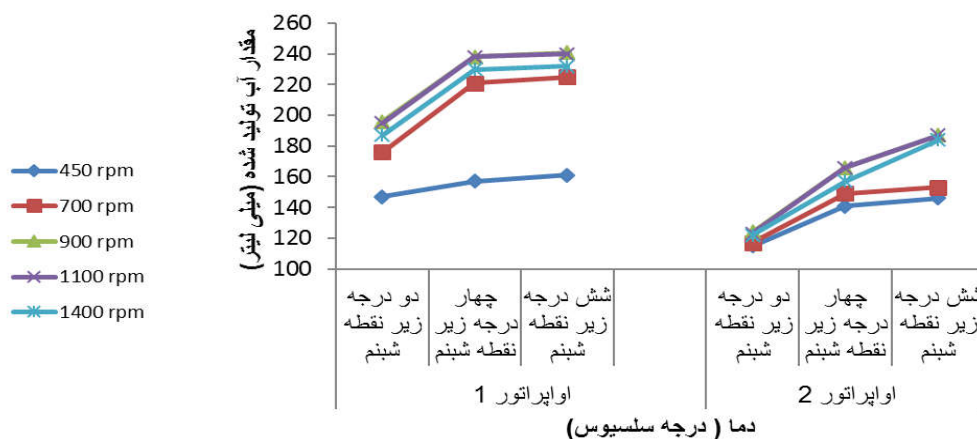 مقدار آب تولید شده (میلی لیتر)
260
240
220
200
180
160
140
120
100
450 rpm
700 rpm
900 rpm
1100 rpm
1400 rpm
دو درجه
زیر نقطه
شبنم
چهار
درجه زیر
نقطه شبنم
شش درجه
زیر نقطه
شبنم
دو درجه
زیر نقطه
شبنم
چهار
درجه زیر
نقطه شبنم
شش درجه
زیر نقطه
شبنم
اواپراتور 1
اواپراتور 2
دما ( درجه سلسیوس)